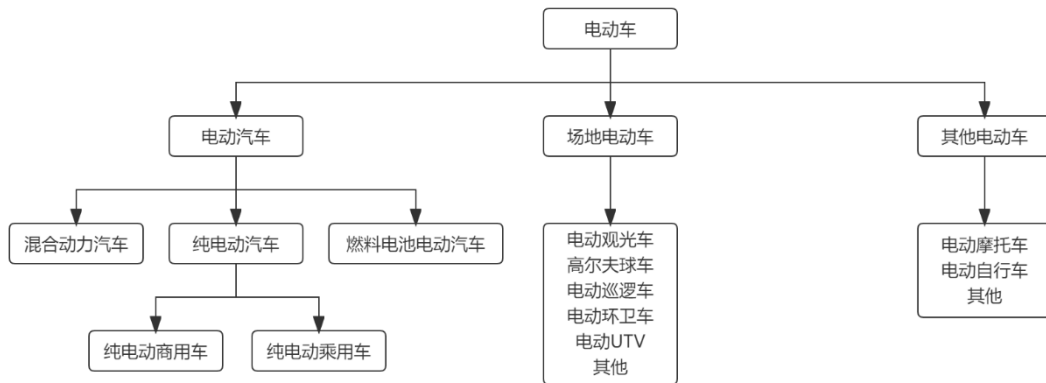 电动车
电动汽车
场地电动车
其他电动车
混合动力汽车
纯电动汽车
燃料电池电动汽车
电动观光车
高尔夫球车
电动巡逻车
电动环卫车
电动UTV
其他
电动摩托车
电动自行车
其他
纯电动商用车
纯电动乘用车